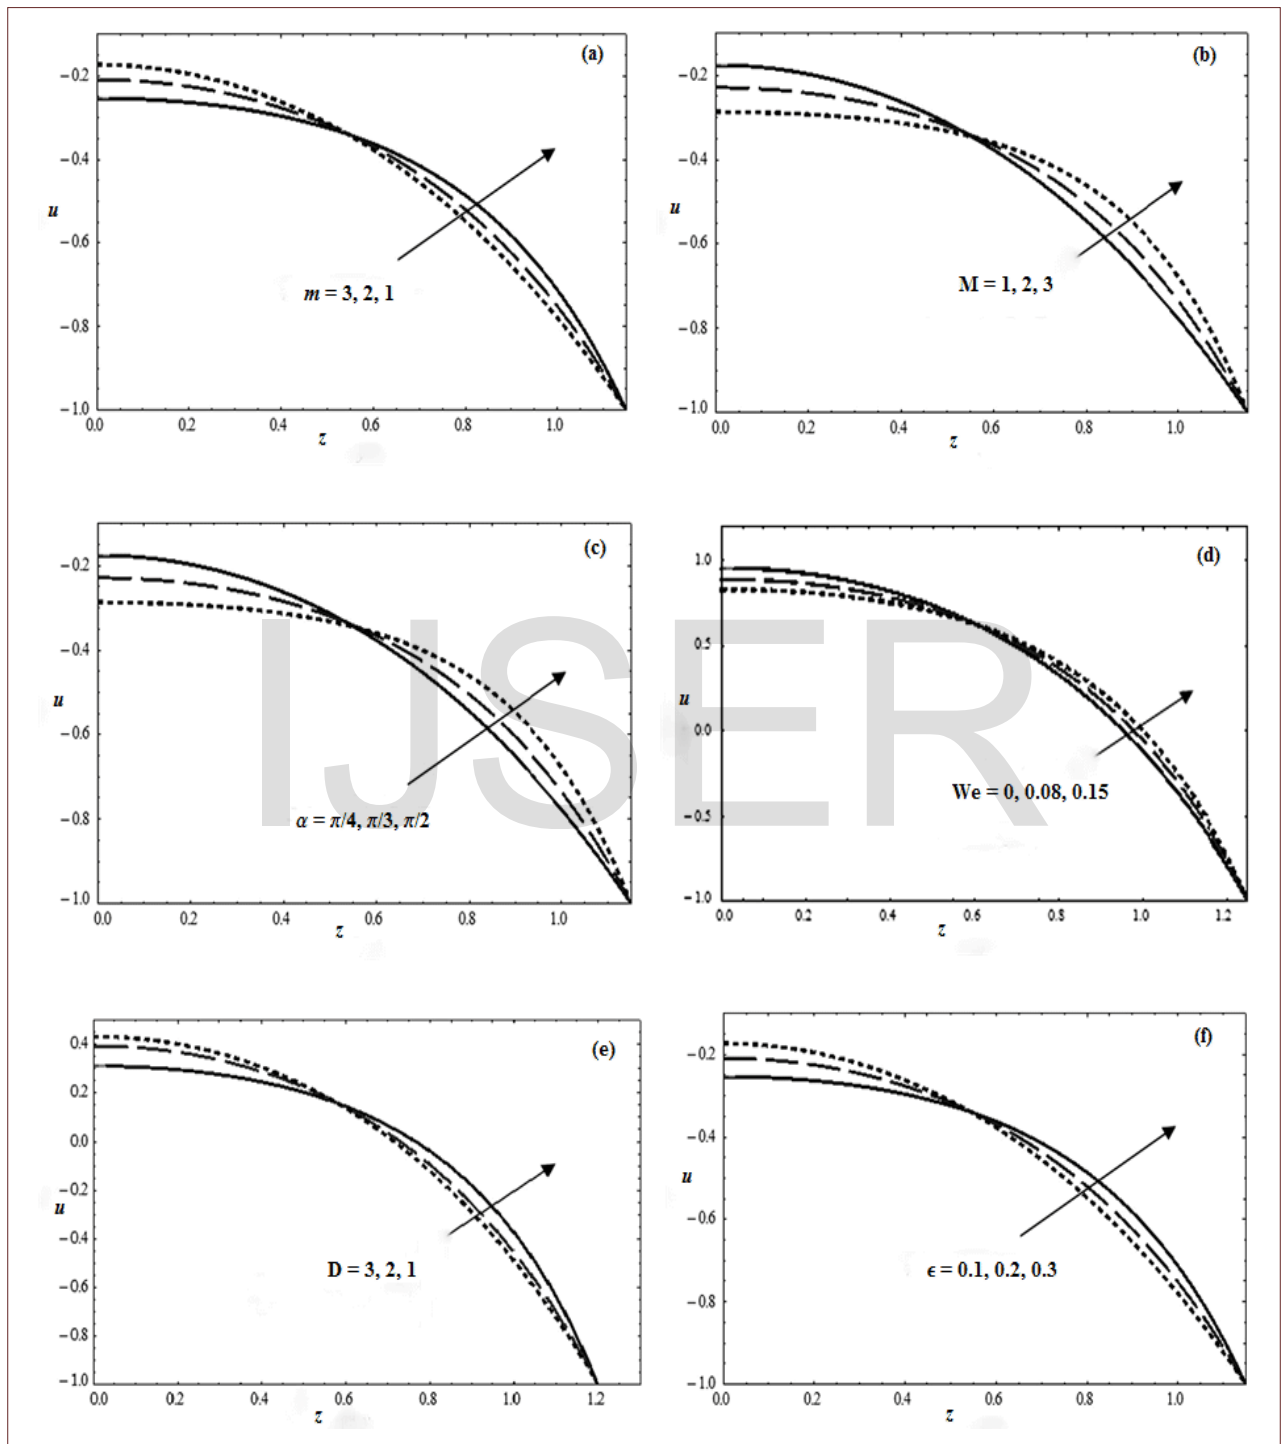 (a)
−0.2
−0.4
u
−0.6
m = 3, 2, 1
−0.8
−1.0
0.0 0.2 0.4 0.6 0.8 1.0
z
(b)
−0.2
−0.4
u
−0.6
M = 1, 2, 3
−0.8
−1.0
0.0 0.2 0.4 0.6 0.8 1.0
z
(c)
−0.2
−0.4
u
−0.6
α = π/4, π/3, π/2
−0.8
−1.0
0.0 0.2 0.4 0.6 0.8 1.0
z
(d)
1.0
0.5
u
0.0
We = 0, 0.08, 0.15
−0.5
−1.0
0.0 0.2 0.4 0.6 0.8 1.0 1.2
z
IJSER
(e)
0.4
0.2
0.0
−0.2
u
−0.4
D = 3, 2, 1
−0.6
−0.8
−1.0
0.0 0.2 0.4 0.6 0.8 1.0 1.2
z
(f)
−0.2
−0.4
u
−0.6
ϵ = 0.1, 0.2, 0.3
−0.8
−1.0
0.0 0.2 0.4 0.6 0.8 1.0
z